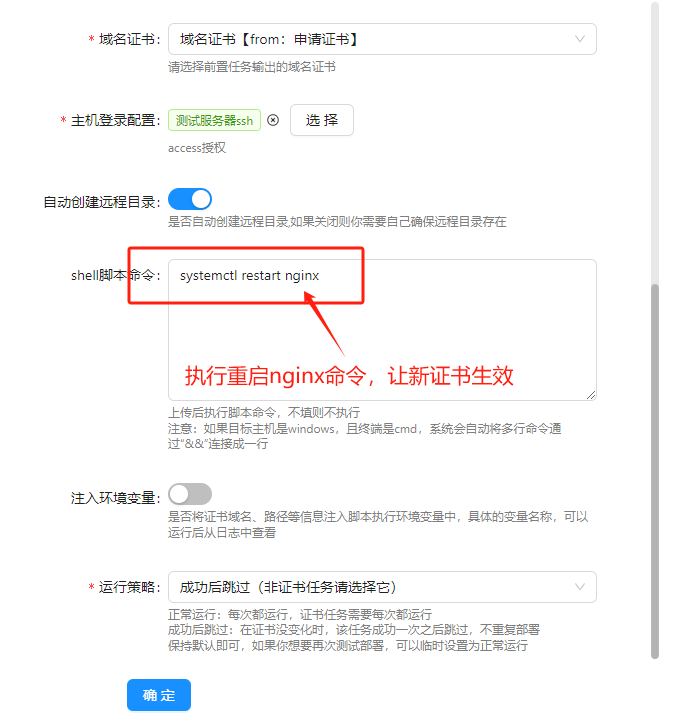 * 域名证书: 域名证书【from：申请证书】
请选择前置任务输出的域名证书
* 主机登录配置: 测试服务器ssh 选 择
access授权
自动创建远程目录:
是否自动创建远程目录,如果关闭则你需要自己确保远程目录存在
shell脚本命令: systemctl restart nginx
执行重启nginx命令，让新证书生效
上传后执行脚本命令，不填则不执行
注意：如果目标主机是windows，且终端是cmd，系统会自动将多行命令通
过“&&”连接成一行
注入环境变量:
是否将证书域名、路径等信息注入脚本执行环境变量中，具体的变量名称，可以
运行后从日志中查看
* 运行策略: 成功后跳过（非证书任务请选择它）
正常运行：每次都运行，证书任务需要每次都运行
成功后跳过：在证书没变化时，该任务成功一次之后跳过，不重复部署
保持默认即可，如果你想要再次测试部署，可以临时设置为正常运行
确 定